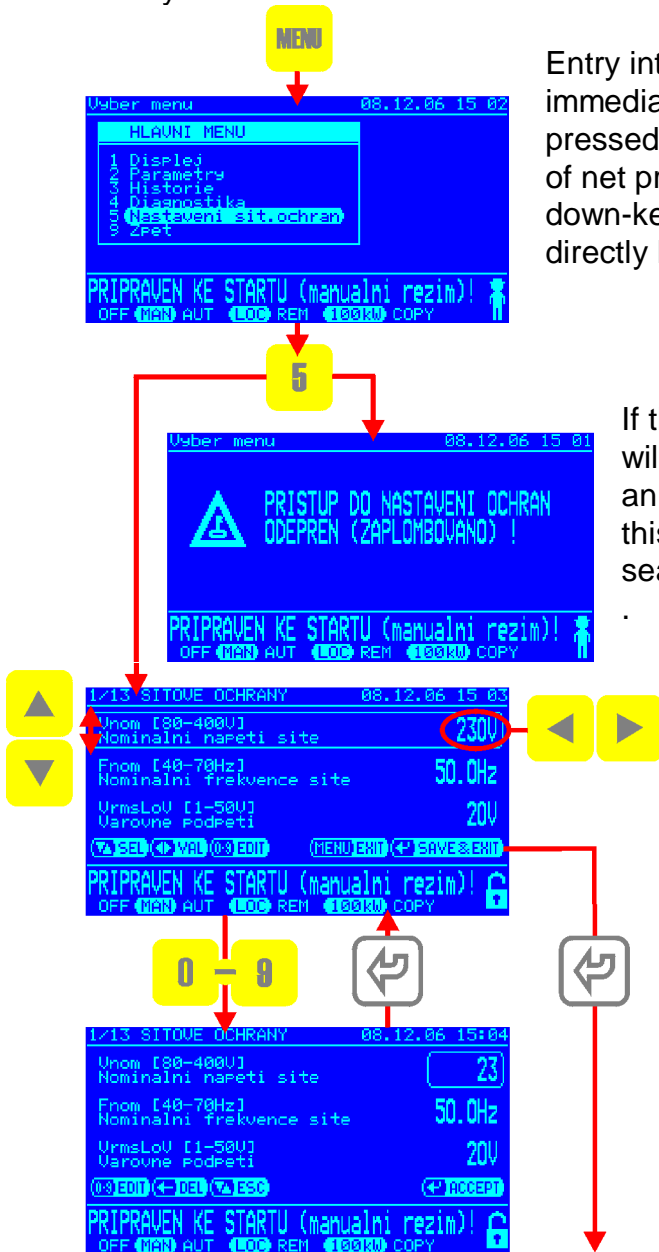 MENU
Entry int
immedia
pressed
of net pr
down-ke
directly
Vyber menu 08.12.06 15 02
HLAVNI MENU
1 Displej
2 Parametry
3 Historie
4 Diagnostika
5 Nastaveni sit.ochran
9 Zpet
PRIPRAVEN KE STARTU (manualni rezim)!
OFF MAN AUT LOC REM 100kW COPY
5
If t
will
an
this
sea
.
Vyber menu 08.12.06 15 01
PRISTUP DO NASTAVENI OCHRAN
ODEPREN (ZAPLOMBOVANO) !
PRIPRAVEN KE STARTU (manualni rezim)!
OFF MAN AUT LOC REM 100kW COPY
1/13 SITOVE OCHRANY 08.12.06 15 03
Vnom [80-400V]
Nominalni napeti site 230V
Fnom [40-70Hz]
Nominalni frekvence site 50.0Hz
VrmsLoV [1-50V]
Varovne podpeti 20V
SEL VAL 0-9 EDIT MENU EXIT SAVE&EXIT
PRIPRAVEN KE STARTU (manualni rezim)!
OFF MAN AUT LOC REM 100kW COPY
0 – 9
1/13 SITOVE OCHRANY 08.12.06 15:04
Vnom [80-400V]
Nominalni napeti site 23
Fnom [40-70Hz]
Nominalni frekvence site 50.0Hz
VrmsLoV [1-50V]
Varovne podpeti 20V
0-9 EDIT ← DEL ESC ACCEPT
PRIPRAVEN KE STARTU (manualni rezim)!
OFF MAN AUT LOC REM 100kW COPY